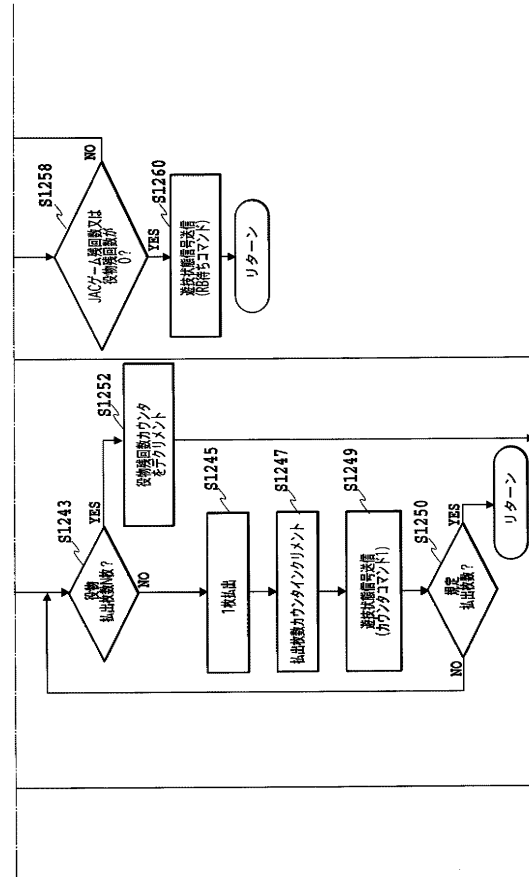 S1243
役物
払出枚数N枚?
YES
NO
S1252
役物残回数カウンタ
をデクリメント
S1245
1枚払出
S1247
払出枚数カウンタインクリメント
S1249
遊技状態信号送信
(カウンタコマンド1)
S1250
規定
払出枚数?
NO
YES
リターン
S1258
JACゲーム残回数又は
役物残回数が
0?
NO
YES
S1260
遊技状態信号送信
(RB待ちコマンド)
リターン